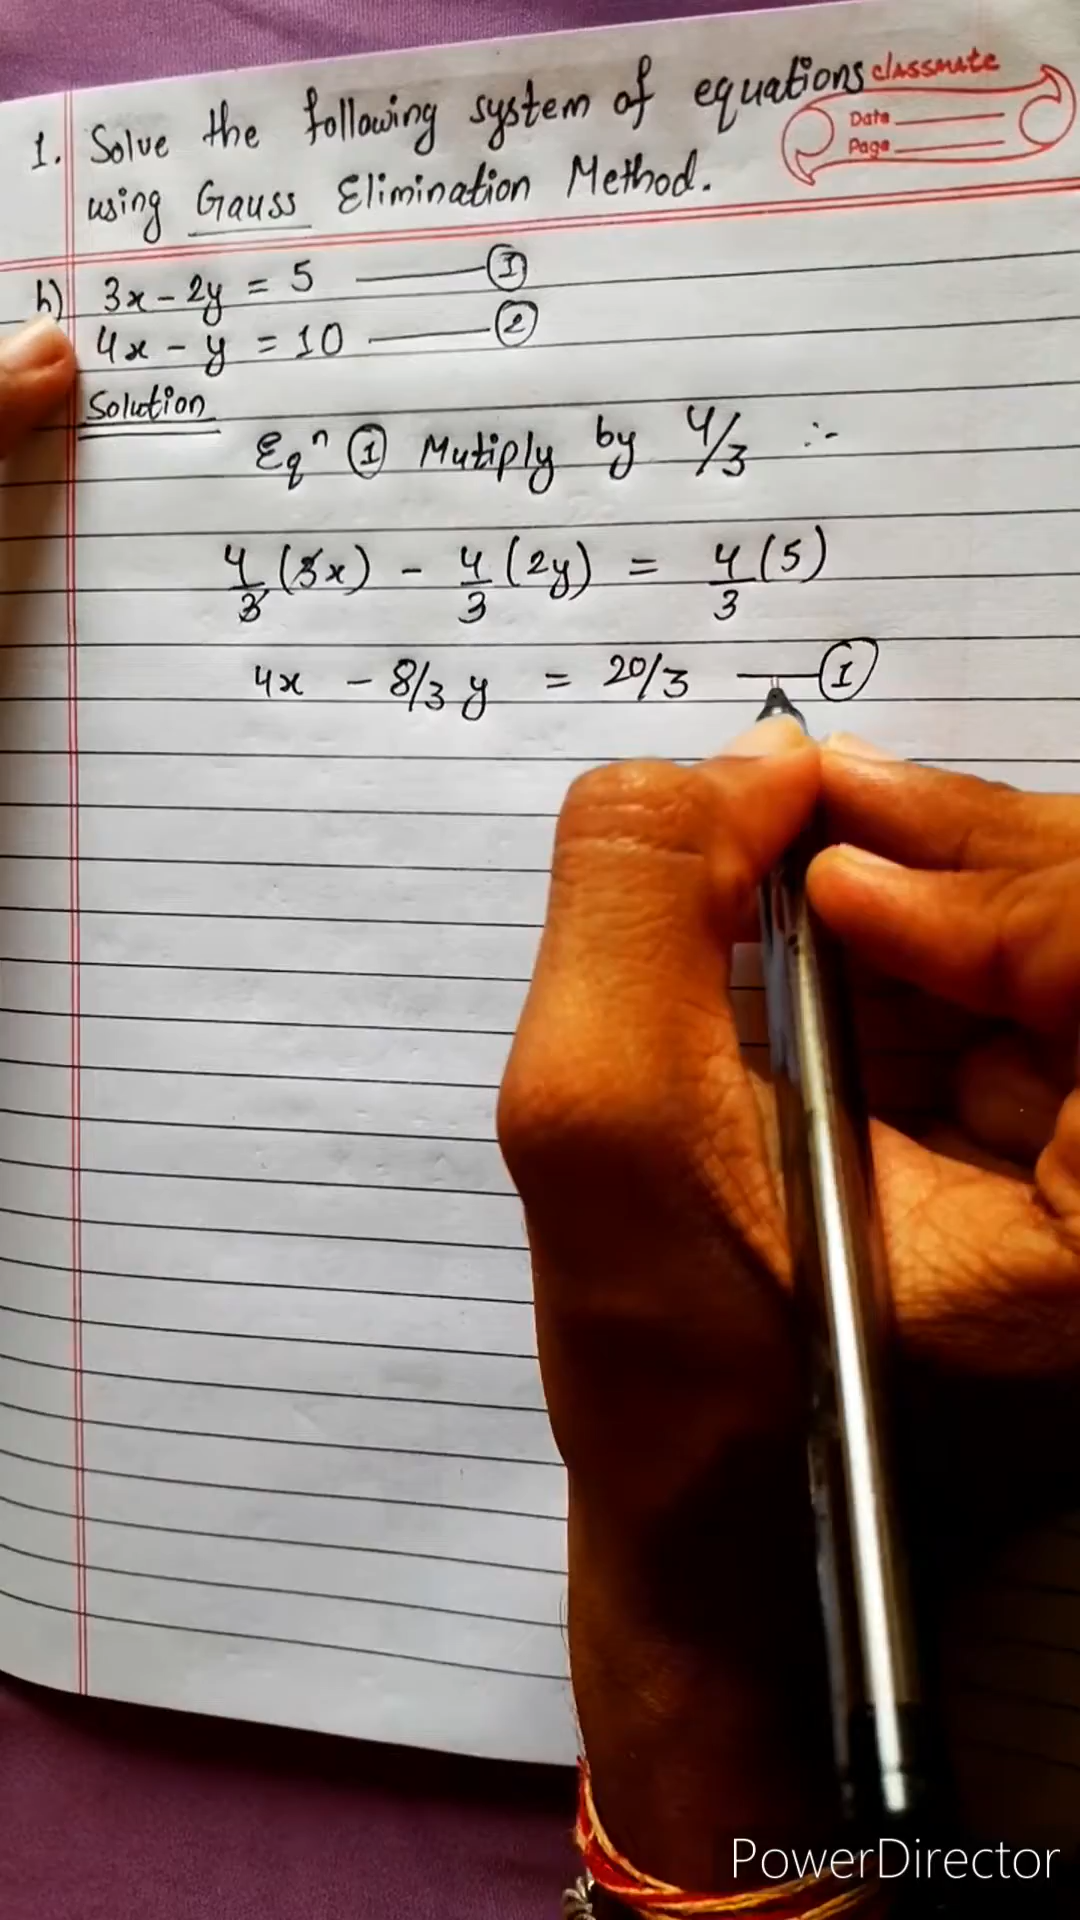 1. Solve the following system of equations
classmate
Date
Page
using Gauss Elimination Method.
h) 3x - 2y = 5 —— ①
4x - y = 10 —— ②
Solution
Eqⁿ ① Mutiply by 4/3 :-
4/3 (3x) - 4/3 (2y) = 4/3 (5)
4x - 8/3 y = 20/3 —— ①
PowerDirector